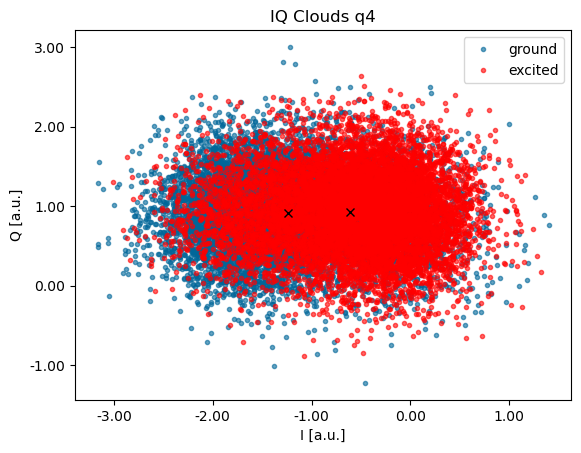 IQ Clouds q4
ground
excited
3.00
2.00
1.00
0.00
-1.00
Q [a.u.]
-3.00 -2.00 -1.00 0.00 1.00
I [a.u.]